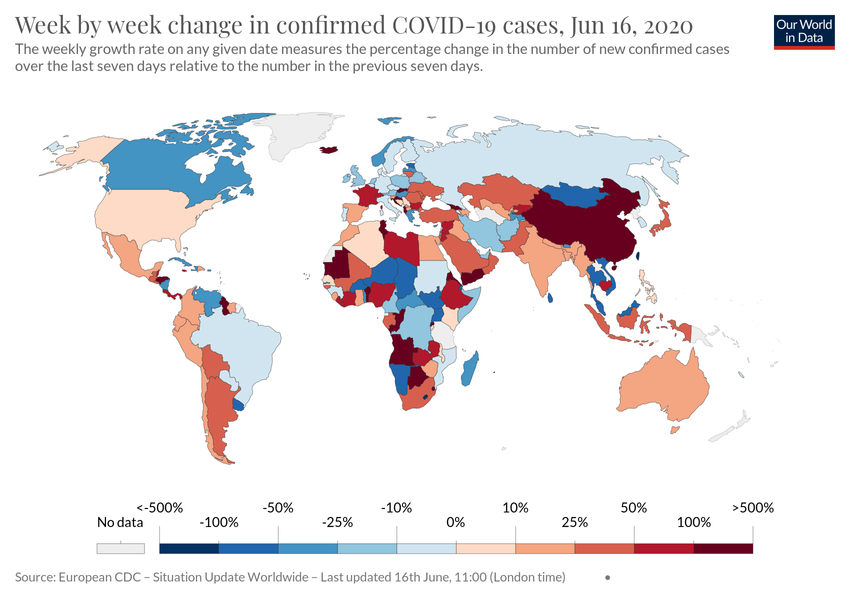 Week by week change in confirmed COVID-19 cases, Jun 16, 2020
Our World
in Data
The weekly growth rate on any given date measures the percentage change in the number of new confirmed cases
over the last seven days relative to the number in the previous seven days.
<-500% -50% -10% 10% 50% >500%
No data -100% -25% 0% 25% 100%
Source: European CDC – Situation Update Worldwide – Last updated 16th June, 11:00 (London time) •